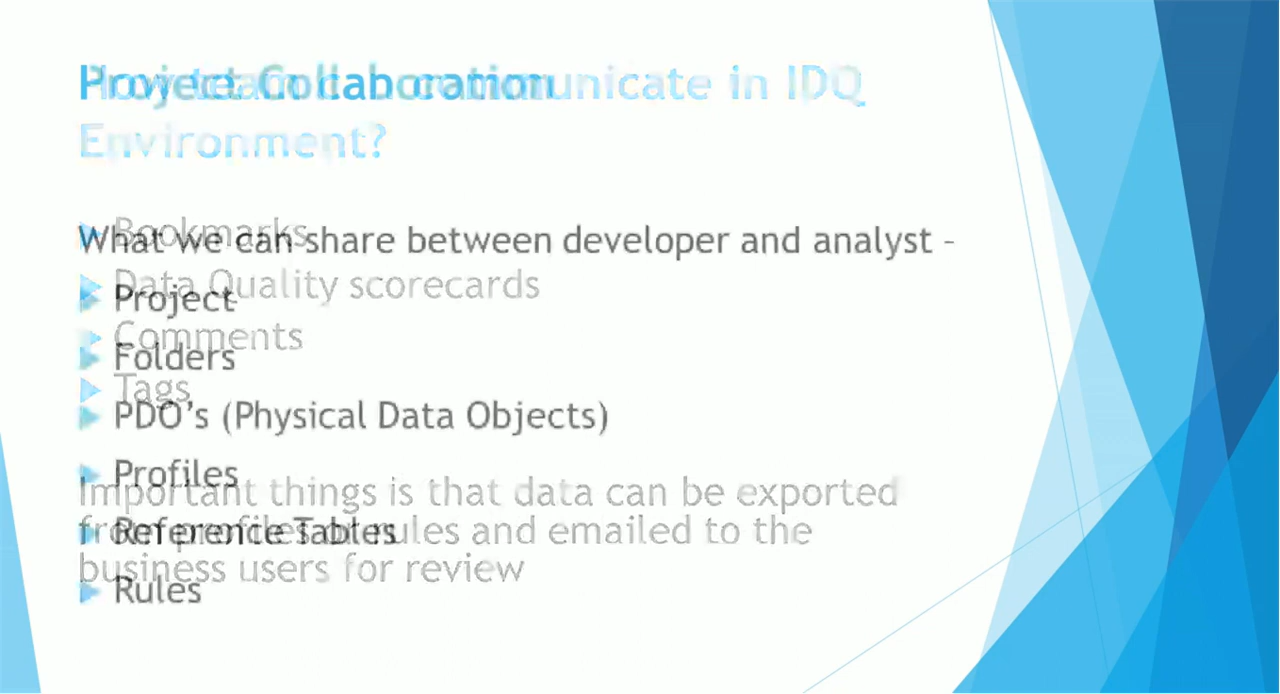 Project Collaboration
How team can communicate in IDQ
Environment?
What we can share between developer and analyst –
Project
Folders
PDO’s (Physical Data Objects)
Profiles
Reference Tables
Rules
Bookmarks
Data Quality scorecards
Comments
Tags
Important things is that data can be exported
from profiles or rules and emailed to the
business users for review